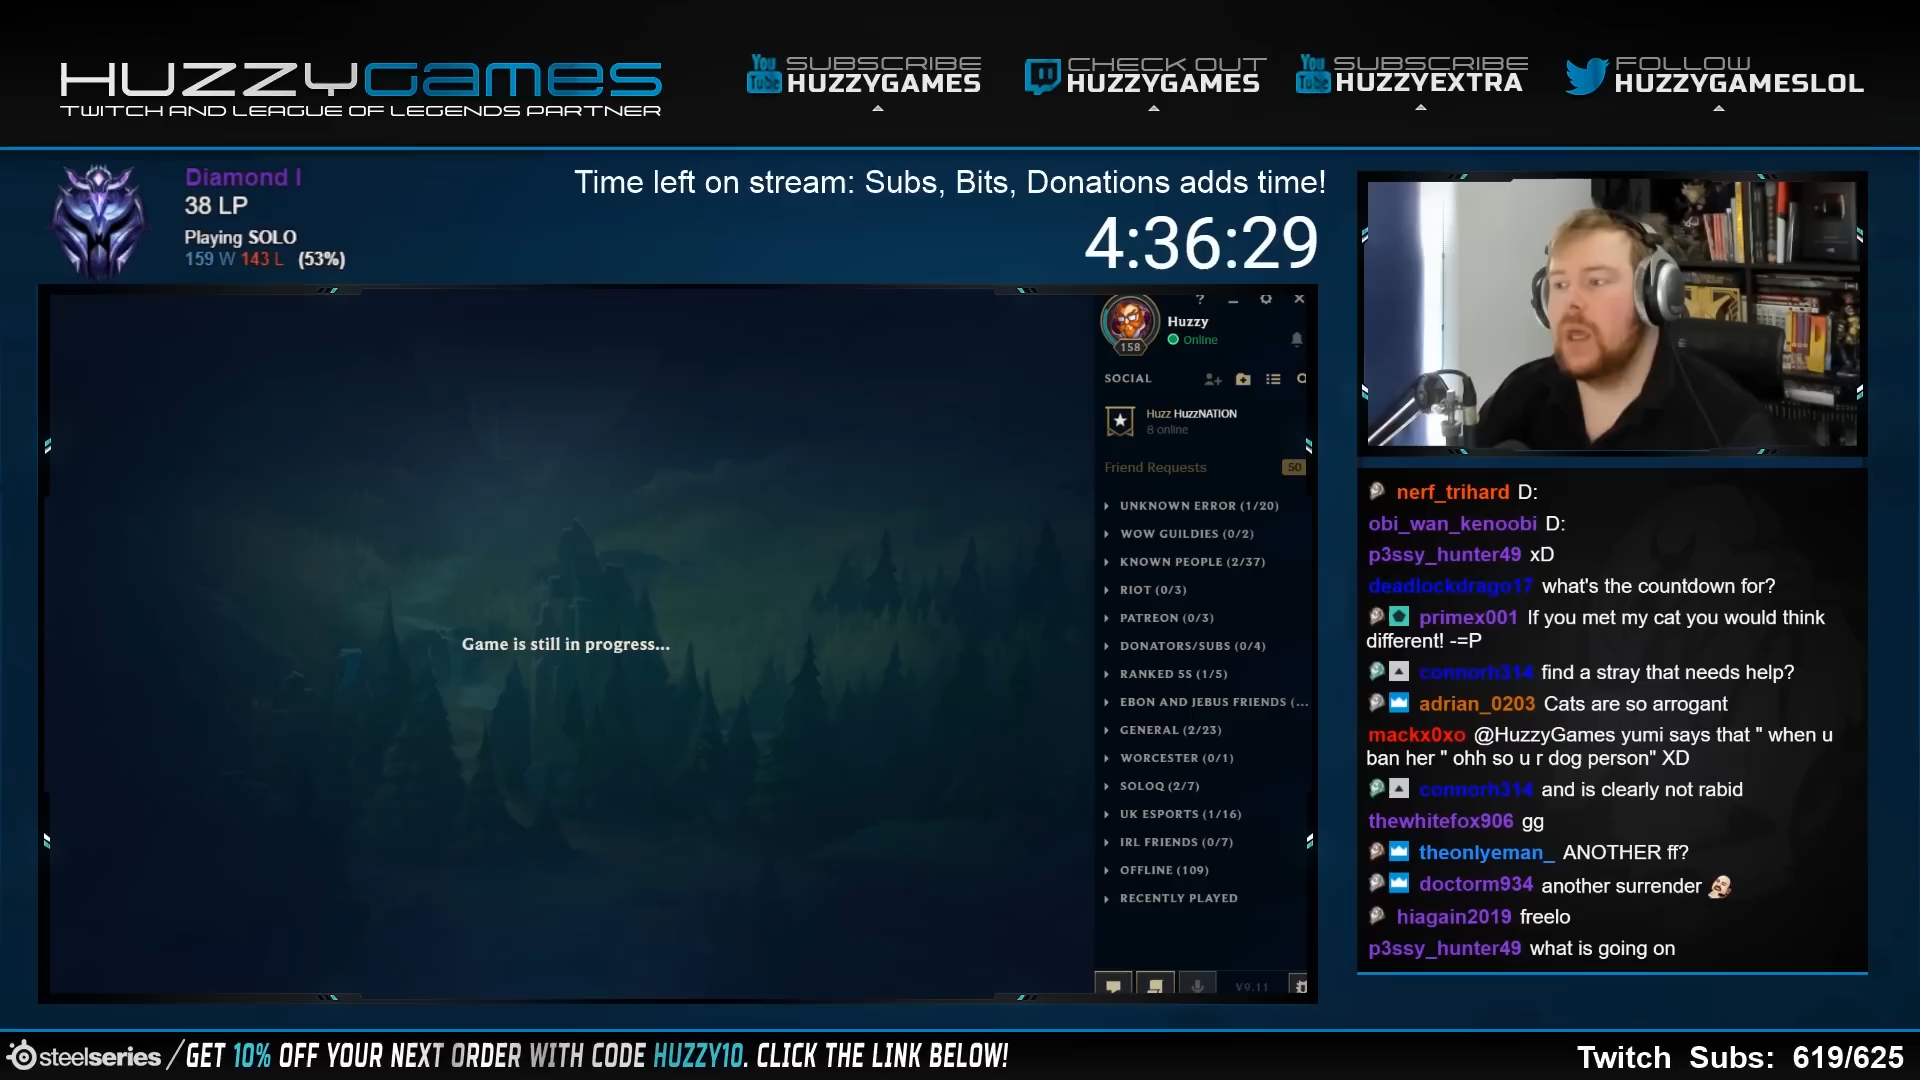 HUZZYGAMES
TWITCH AND LEAGUE OF LEGENDS PARTNER
You Tube SUBSCRIBE
HUZZYGAMES
CHECK OUT
HUZZYGAMES
You Tube SUBSCRIBE
HUZZYEXTRA
FOLLOW
HUZZYGAMESLOL
Diamond I
38 LP
Playing SOLO
159 W 143 L (53%)
Time left on stream: Subs, Bits, Donations adds time!
4:36:29
Game is still in progress...
Huzzy
Online
158
SOCIAL
Huzz HuzzNATION
8 online
Friend Requests 50
UNKNOWN ERROR (1/20)
WOW GUILDIES (0/2)
KNOWN PEOPLE (2/37)
RIOT (0/3)
PATREON (0/3)
DONATORS/SUBS (0/4)
RANKED 5S (1/5)
EBON AND JEBUS FRIENDS (...
GENERAL (2/23)
WORCESTER (0/1)
SOLOQ (2/7)
UK ESPORTS (1/16)
IRL FRIENDS (0/7)
OFFLINE (109)
RECENTLY PLAYED
V9.11
nerf_trihard D:
obi_wan_kenoobi D:
p3ssy_hunter49 xD
deadlockdrago17 what's the countdown for?
primex001 If you met my cat you would think
different! -=P
connorh314 find a stray that needs help?
adrian_0203 Cats are so arrogant
mackx0xo @HuzzyGames yumi says that " when u
ban her " ohh so u r dog person" XD
connorh314 and is clearly not rabid
thewhitefox906 gg
theonlyeman_ ANOTHER ff?
doctorm934 another surrender
hiagain2019 freelo
p3ssy_hunter49 what is going on
steelseries / GET 10% OFF YOUR NEXT ORDER WITH CODE HUZZY10. CLICK THE LINK BELOW!
Twitch Subs: 619/625